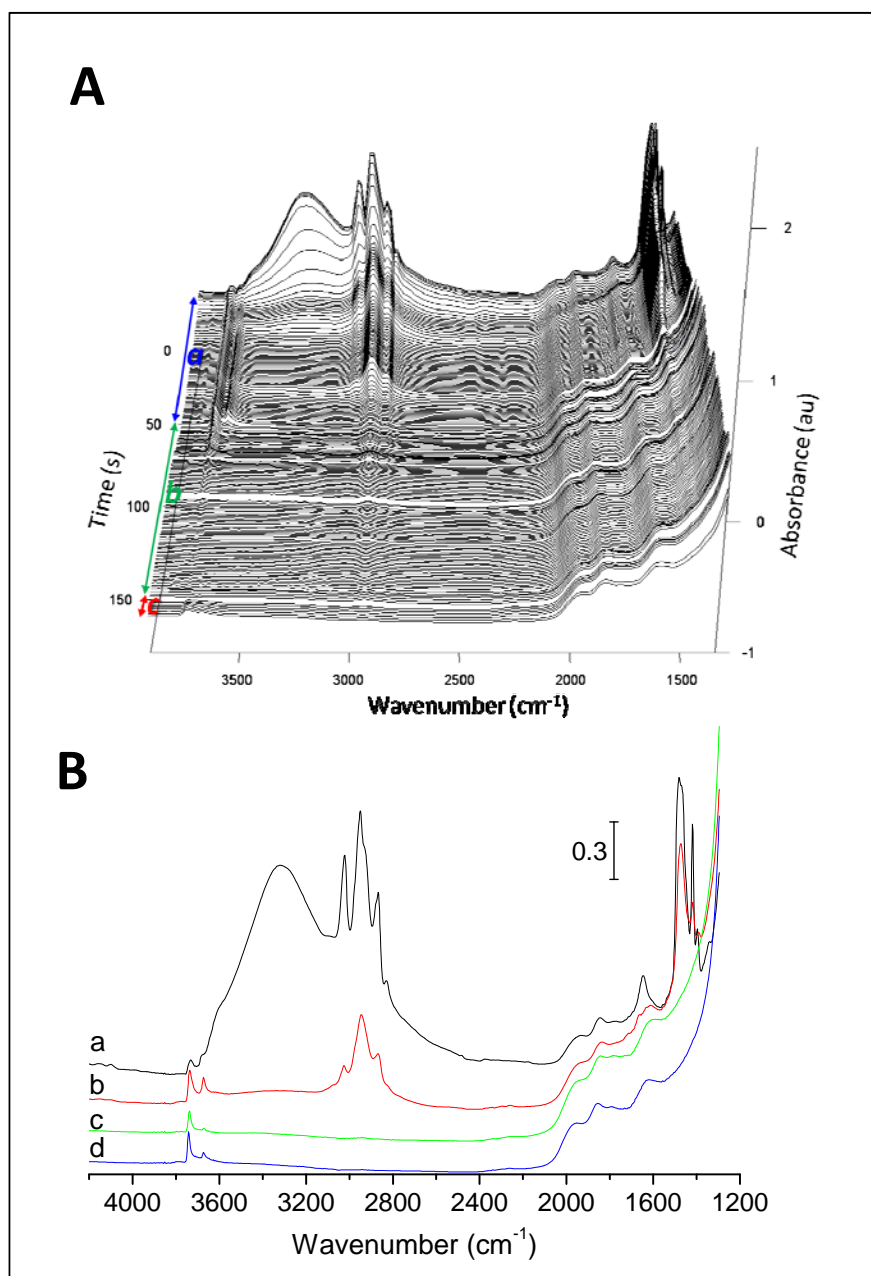 A
2
1
0
-1
Absorbance (au)
0
50
100
150
Time (s)
a
b
c
3500 3000 2500 2000 1500
Wavenumber (cm-1)
B
0.3
a
b
c
d
4000 3600 3200 2800 2400 2000 1600 1200
Wavenumber (cm-1)